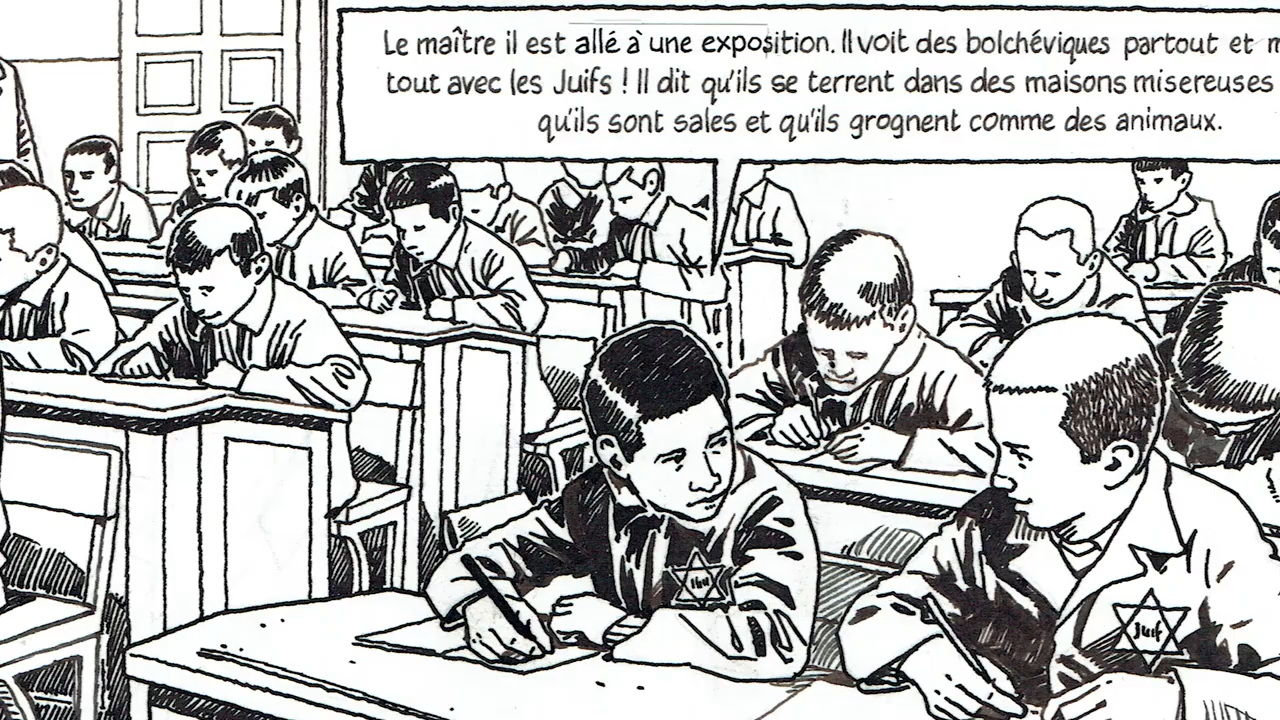 Le maître il est allé à une exposition. Il voit des bolchéviques partout et
tout avec les Juifs ! Il dit qu'ils se terrent dans des maisons misereuses
qu'ils sont sales et qu'ils grognent comme des animaux.
Juif
Juif